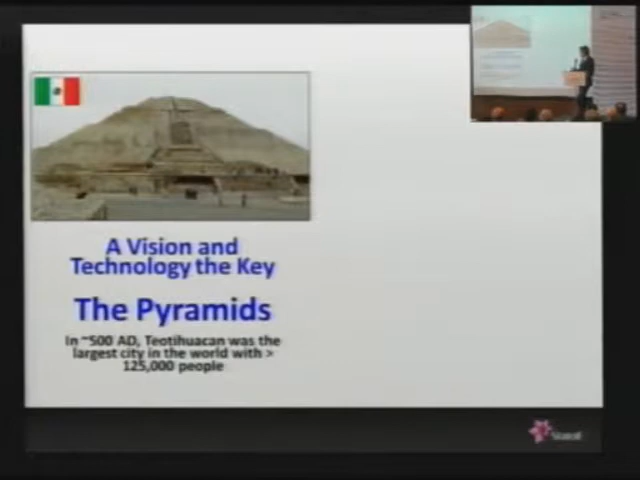 A Vision and
Technology the Key
The Pyramids
In ~500 AD, Teotihuacan was the
largest city in the world with >
125,000 people